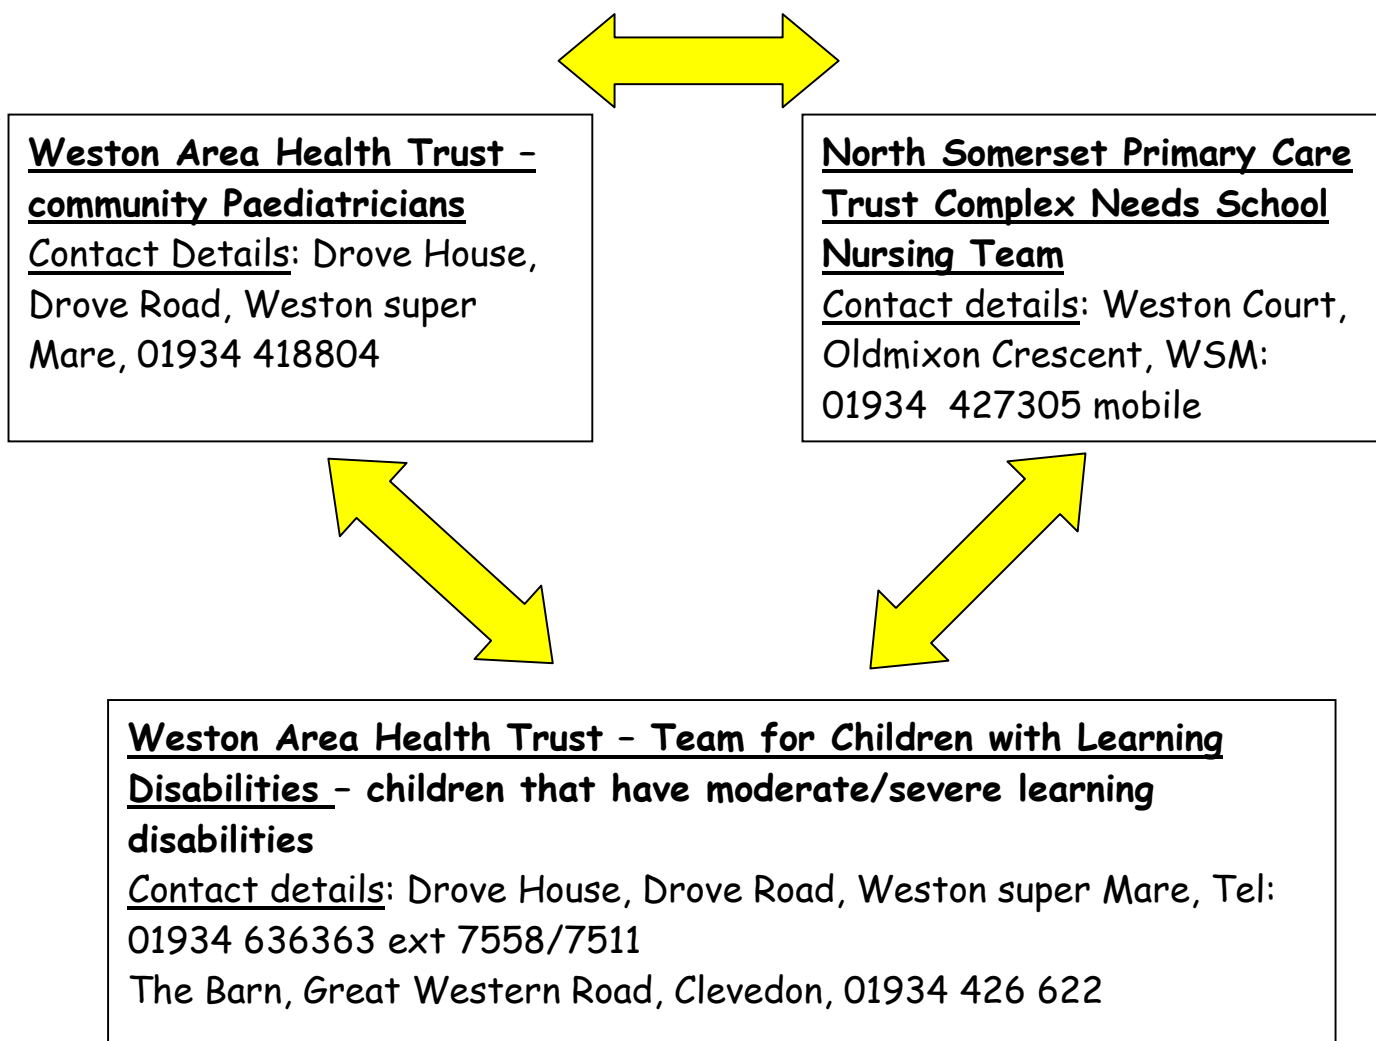 Weston Area Health Trust –
community Paediatricians
Contact Details: Drove House,
Drove Road, Weston super
Mare, 01934 418804
North Somerset Primary Care
Trust Complex Needs School
Nursing Team
Contact details: Weston Court,
Oldmixon Crescent, WSM:
01934  427305 mobile
Weston Area Health Trust – Team for Children with Learning
Disabilities – children that have moderate/severe learning
disabilities
Contact details: Drove House, Drove Road, Weston super Mare, Tel:
01934 636363 ext 7558/7511
The Barn, Great Western Road, Clevedon, 01934 426 622